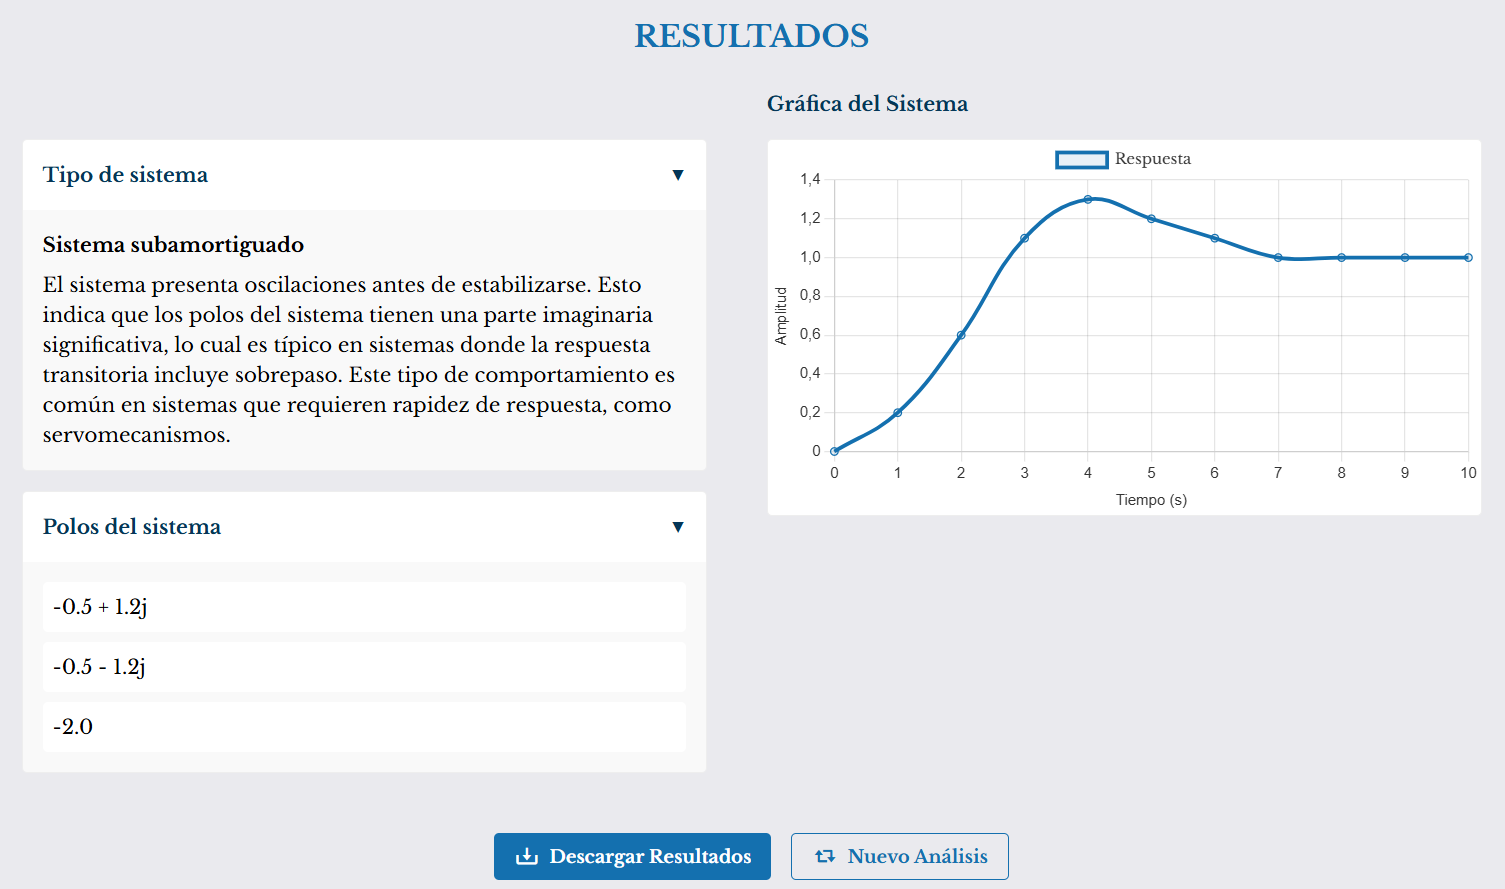 RESULTADOS
Tipo de sistema ▼
Sistema subamortiguado
El sistema presenta oscilaciones antes de estabilizarse. Esto
indica que los polos del sistema tienen una parte imaginaria
significativa, lo cual es típico en sistemas donde la respuesta
transitoria incluye sobrepaso. Este tipo de comportamiento es
común en sistemas que requieren rapidez de respuesta, como
servomecanismos.
Polos del sistema ▼
-0.5 + 1.2j
-0.5 - 1.2j
-2.0
Gráfica del Sistema
Respuesta
Amplitud
1,4
1,2
1,0
0,8
0,6
0,4
0,2
0
0 1 2 3 4 5 6 7 8 9 10
Tiempo (s)
Descargar Resultados
Nuevo Análisis